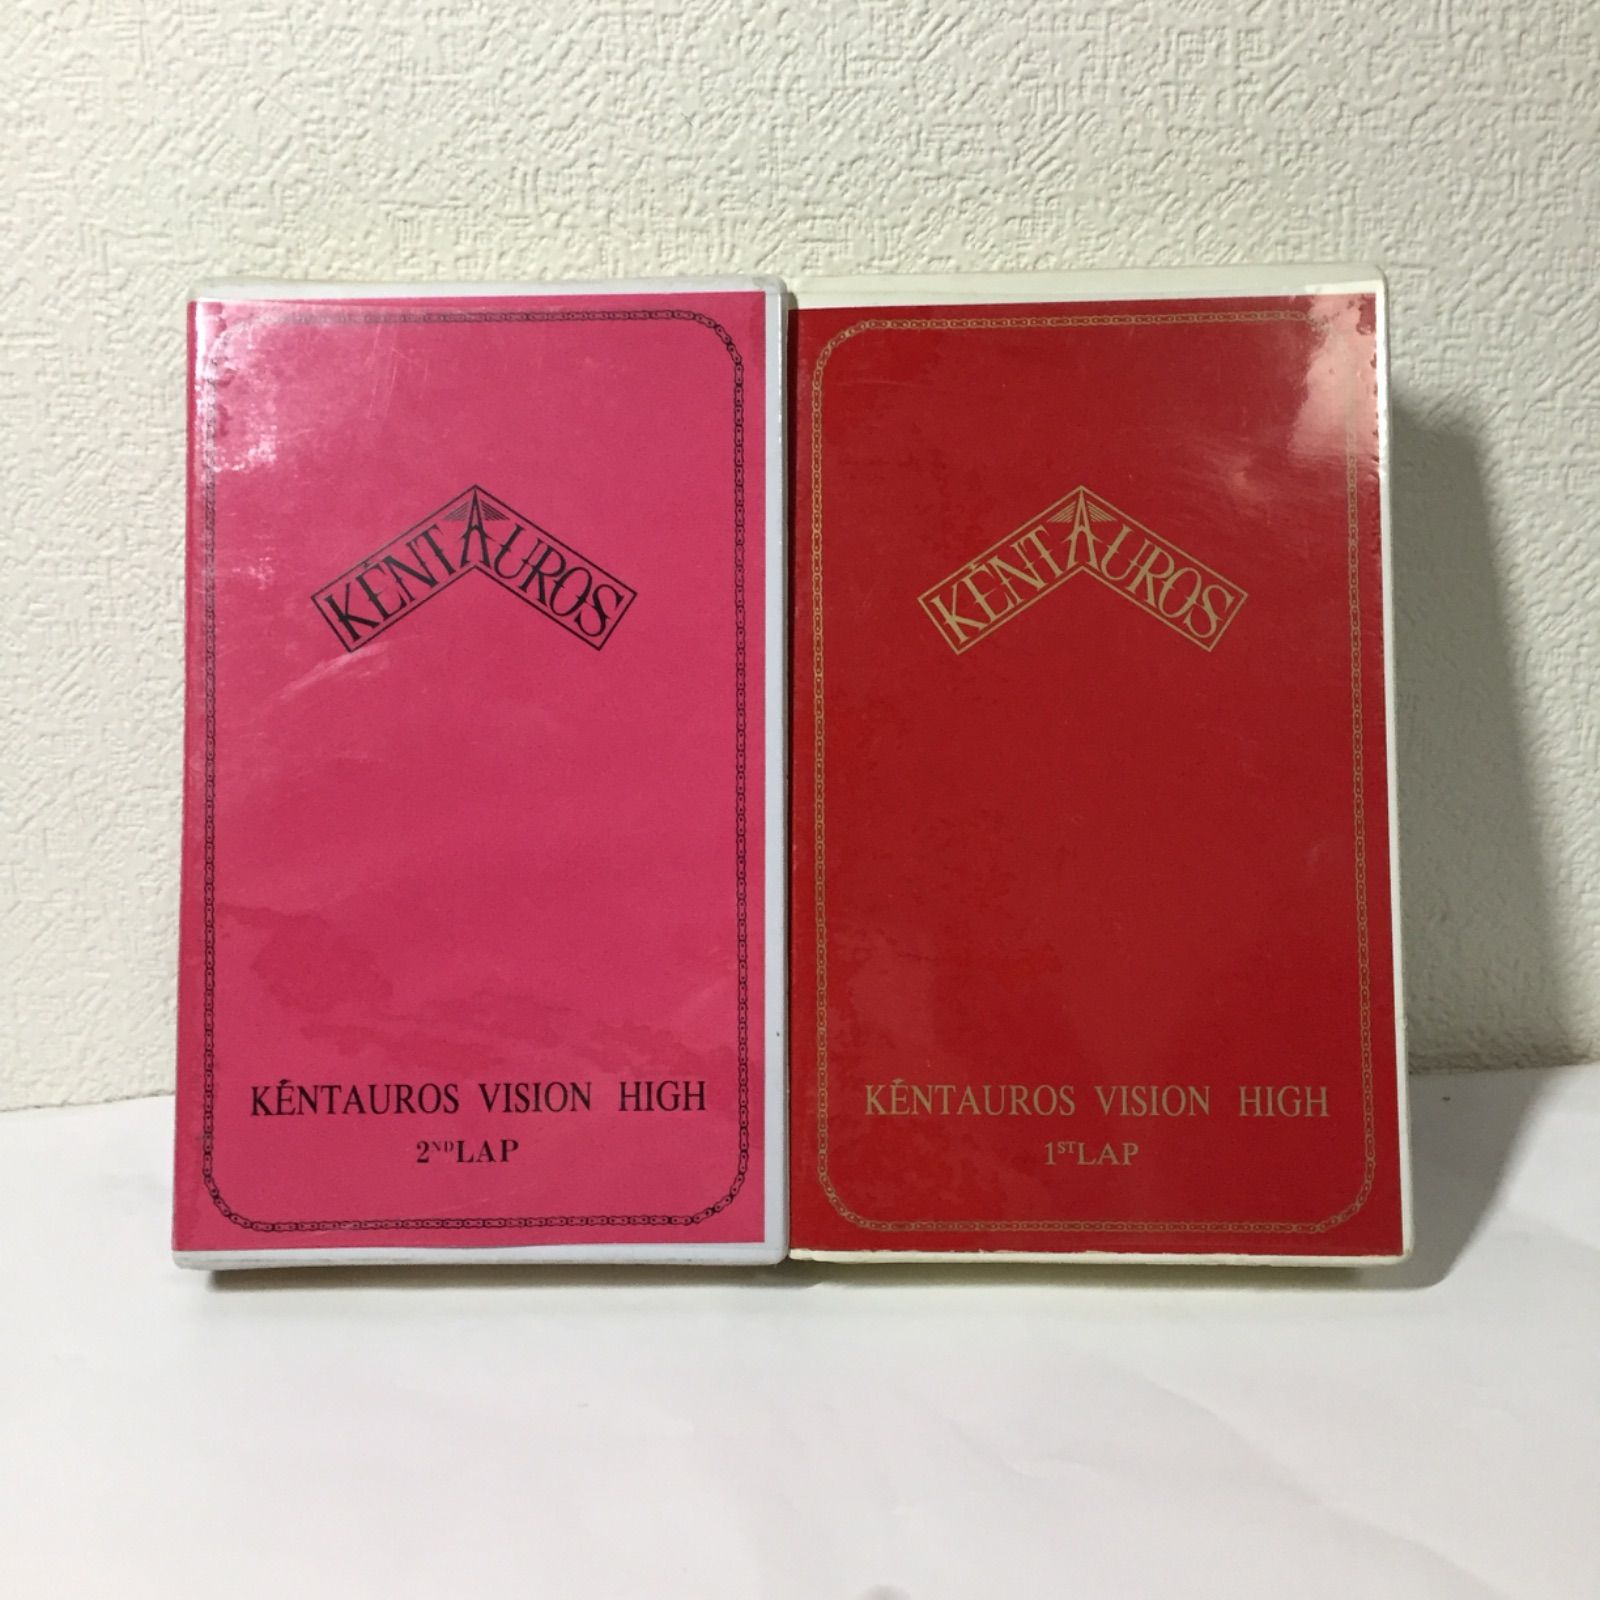 KÉNTAUROS
KÉNTAUROS VISION HIGH
2ND LAP
KÉNTAUROS
KÉNTAUROS VISION HIGH
1ST LAP